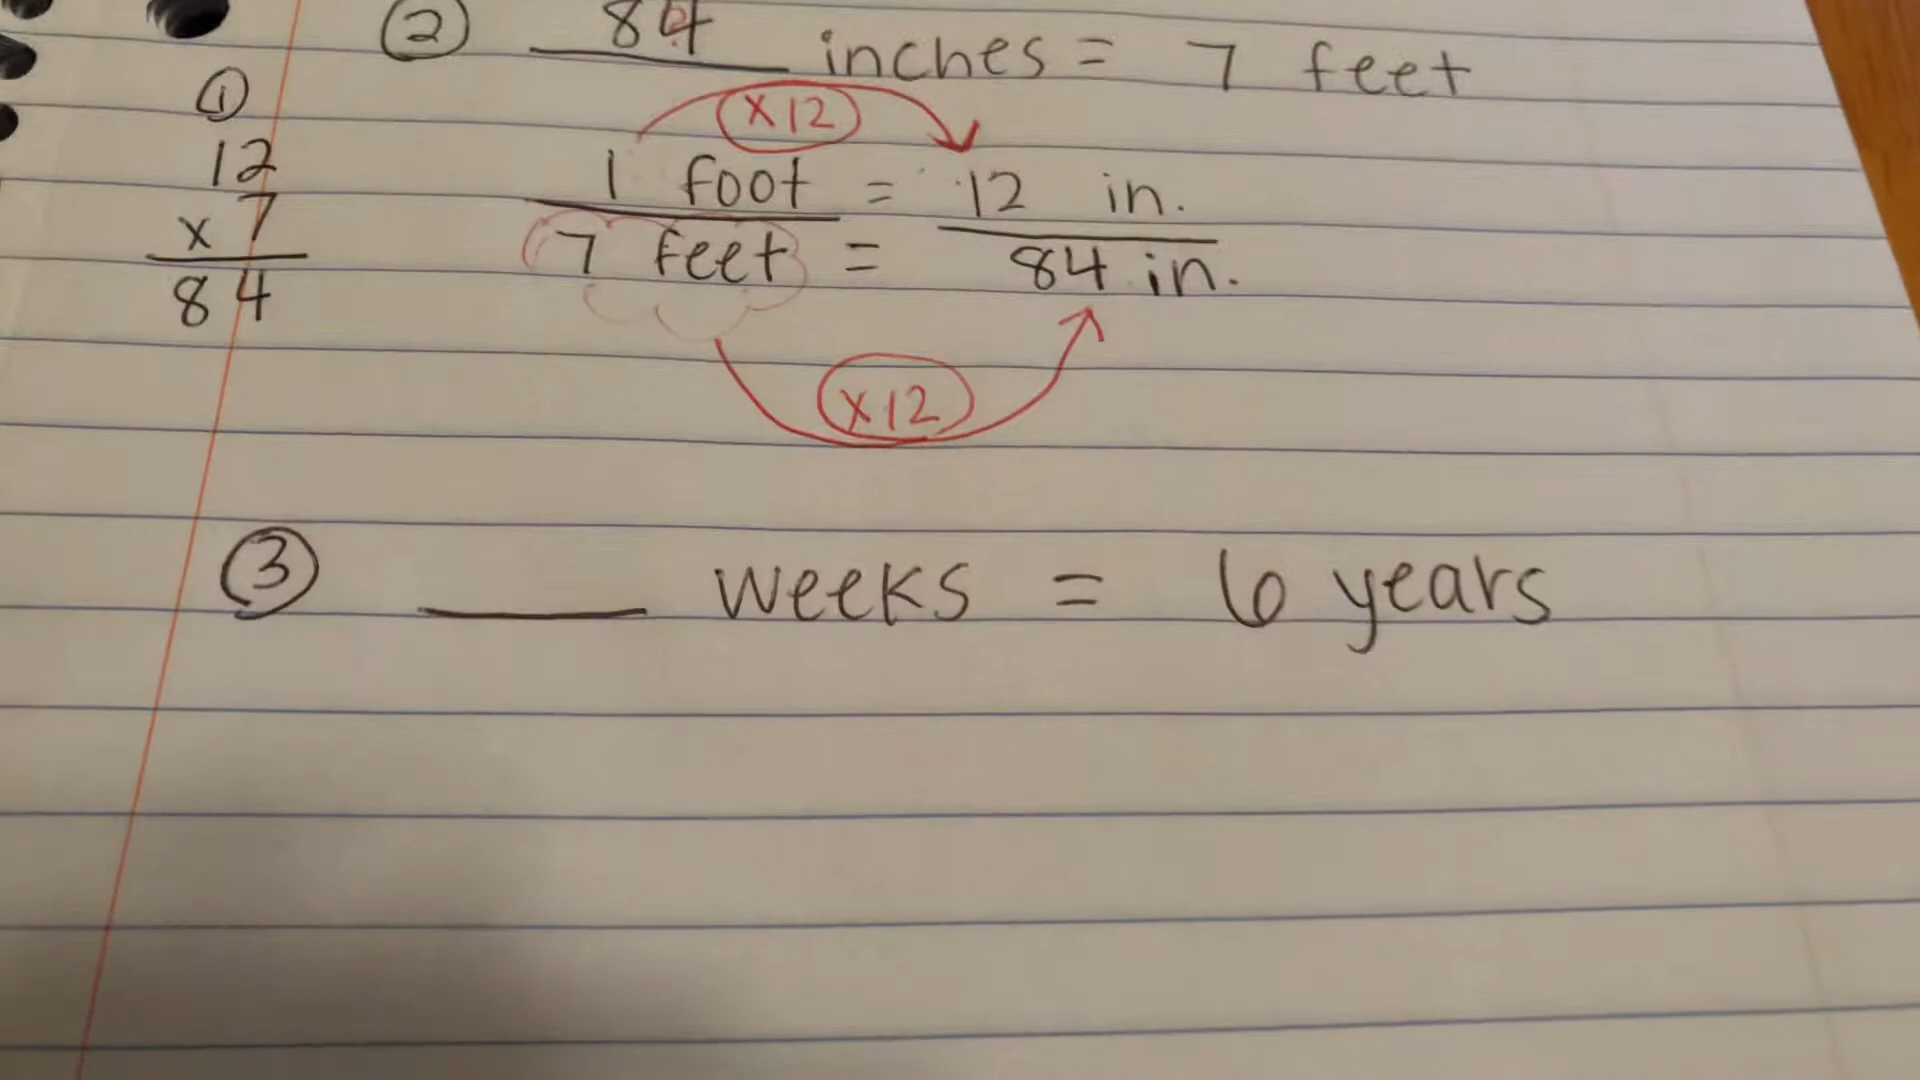 ② 84 inches = 7 feet
①
12
x 7
84
x12
1 foot = 12 in.
7 feet = 84 in.
x12
③ ____ weeks = 6 years